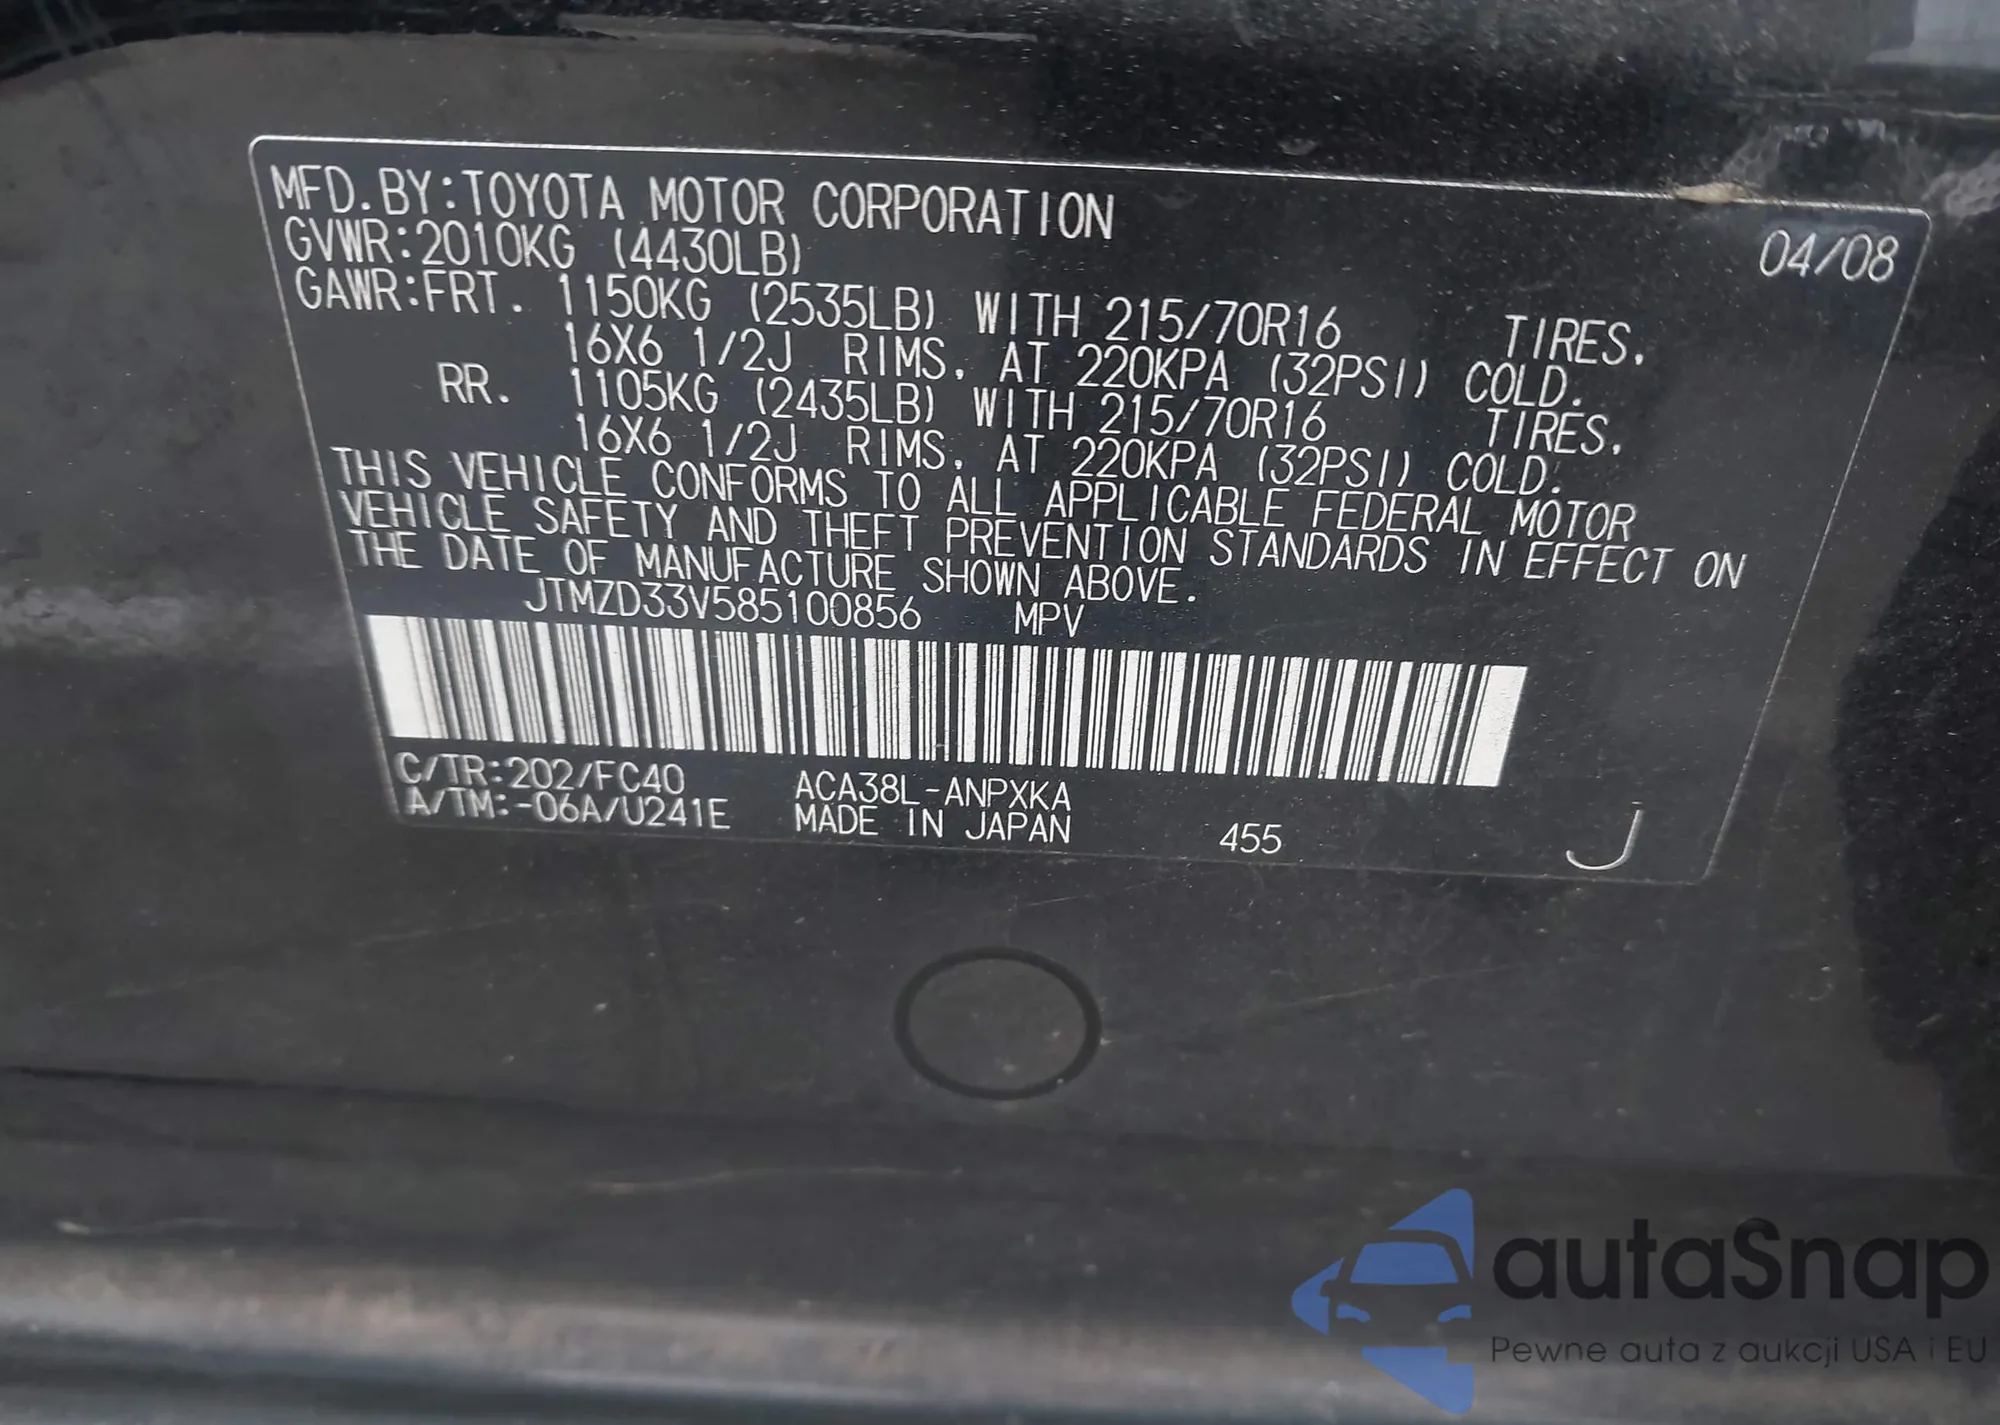 MFD.BY:TOYOTA MOTOR CORPORATION 04/08
GVWR:2010KG (4430LB)
GAWR:FRT. 1150KG (2535LB) WITH 215/70R16 TIRES,
16X6 1/2J RIMS, AT 220KPA (32PSI) COLD.
RR. 1105KG (2435LB) WITH 215/70R16 TIRES,
16X6 1/2J RIMS, AT 220KPA (32PSI) COLD.
THIS VEHICLE CONFORMS TO ALL APPLICABLE FEDERAL MOTOR
VEHICLE SAFETY AND THEFT PREVENTION STANDARDS IN EFFECT ON
THE DATE OF MANUFACTURE SHOWN ABOVE.
JTMZD33V585100856 MPV
C/TR:202/FC40 ACA38L-ANPXKA
A/TM:-06A/U241E MADE IN JAPAN 455 J
autaSnap
Pewne auta z aukcji USA i EU